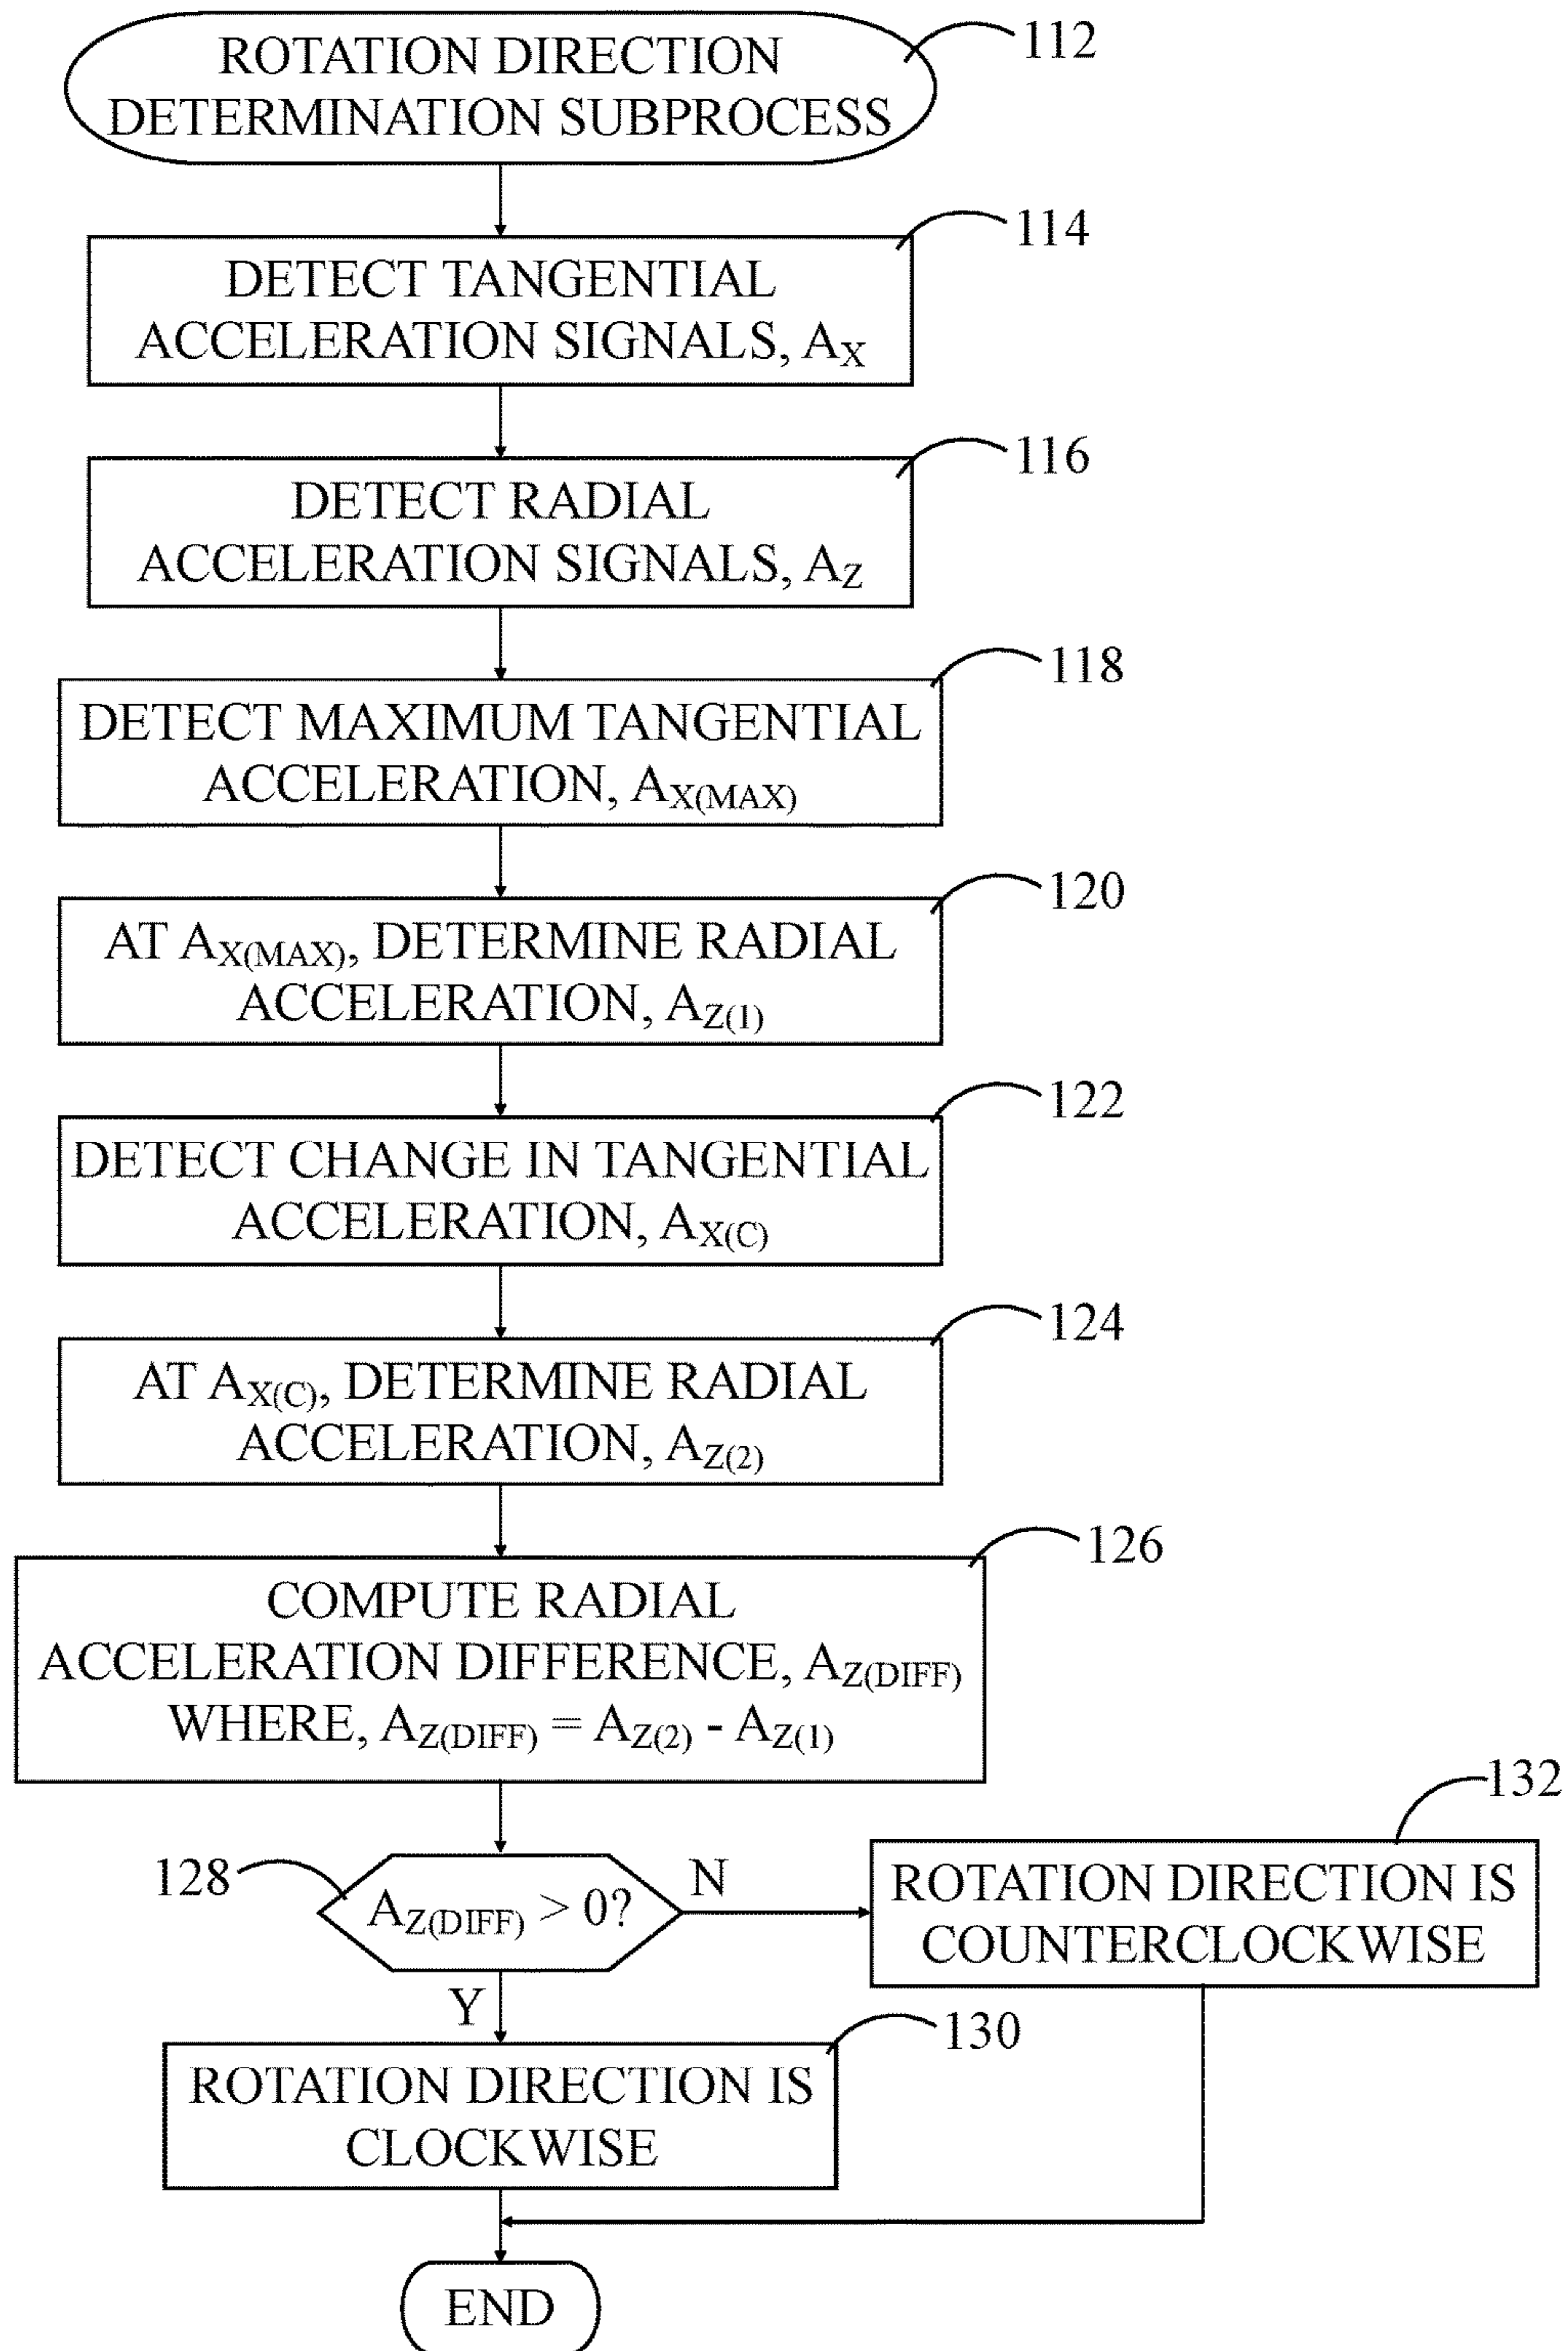 ROTATION DIRECTION
DETERMINATION SUBPROCESS
112
DETECT TANGENTIAL
ACCELERATION SIGNALS, AX
114
DETECT RADIAL
ACCELERATION SIGNALS, AZ
116
DETECT MAXIMUM TANGENTIAL
ACCELERATION, AX(MAX)
118
AT AX(MAX), DETERMINE RADIAL
ACCELERATION, AZ(1)
120
DETECT CHANGE IN TANGENTIAL
ACCELERATION, AX(C)
122
AT AX(C), DETERMINE RADIAL
ACCELERATION, AZ(2)
124
COMPUTE RADIAL
ACCELERATION DIFFERENCE, AZ(DIFF)
WHERE, AZ(DIFF) = AZ(2) - AZ(1)
126
128
AZ(DIFF) > 0?
N
132
ROTATION DIRECTION IS
COUNTERCLOCKWISE
Y
130
ROTATION DIRECTION IS
CLOCKWISE
END